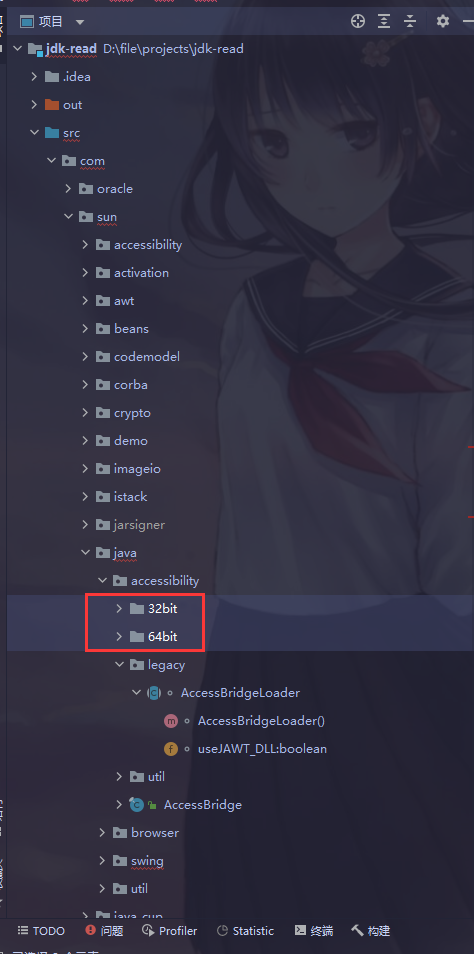 项目
jdk-read D:\file\projects\jdk-read
.idea
out
src
com
oracle
sun
accessibility
activation
awt
beans
codemodel
corba
crypto
demo
imageio
istack
jarsigner
java
accessibility
32bit
64bit
legacy
AccessBridgeLoader
m AccessBridgeLoader()
f useJAWT_DLL:boolean
util
C AccessBridge
browser
swing
util
java_cup
TODO 问题 Profiler Statistic 终端 构建